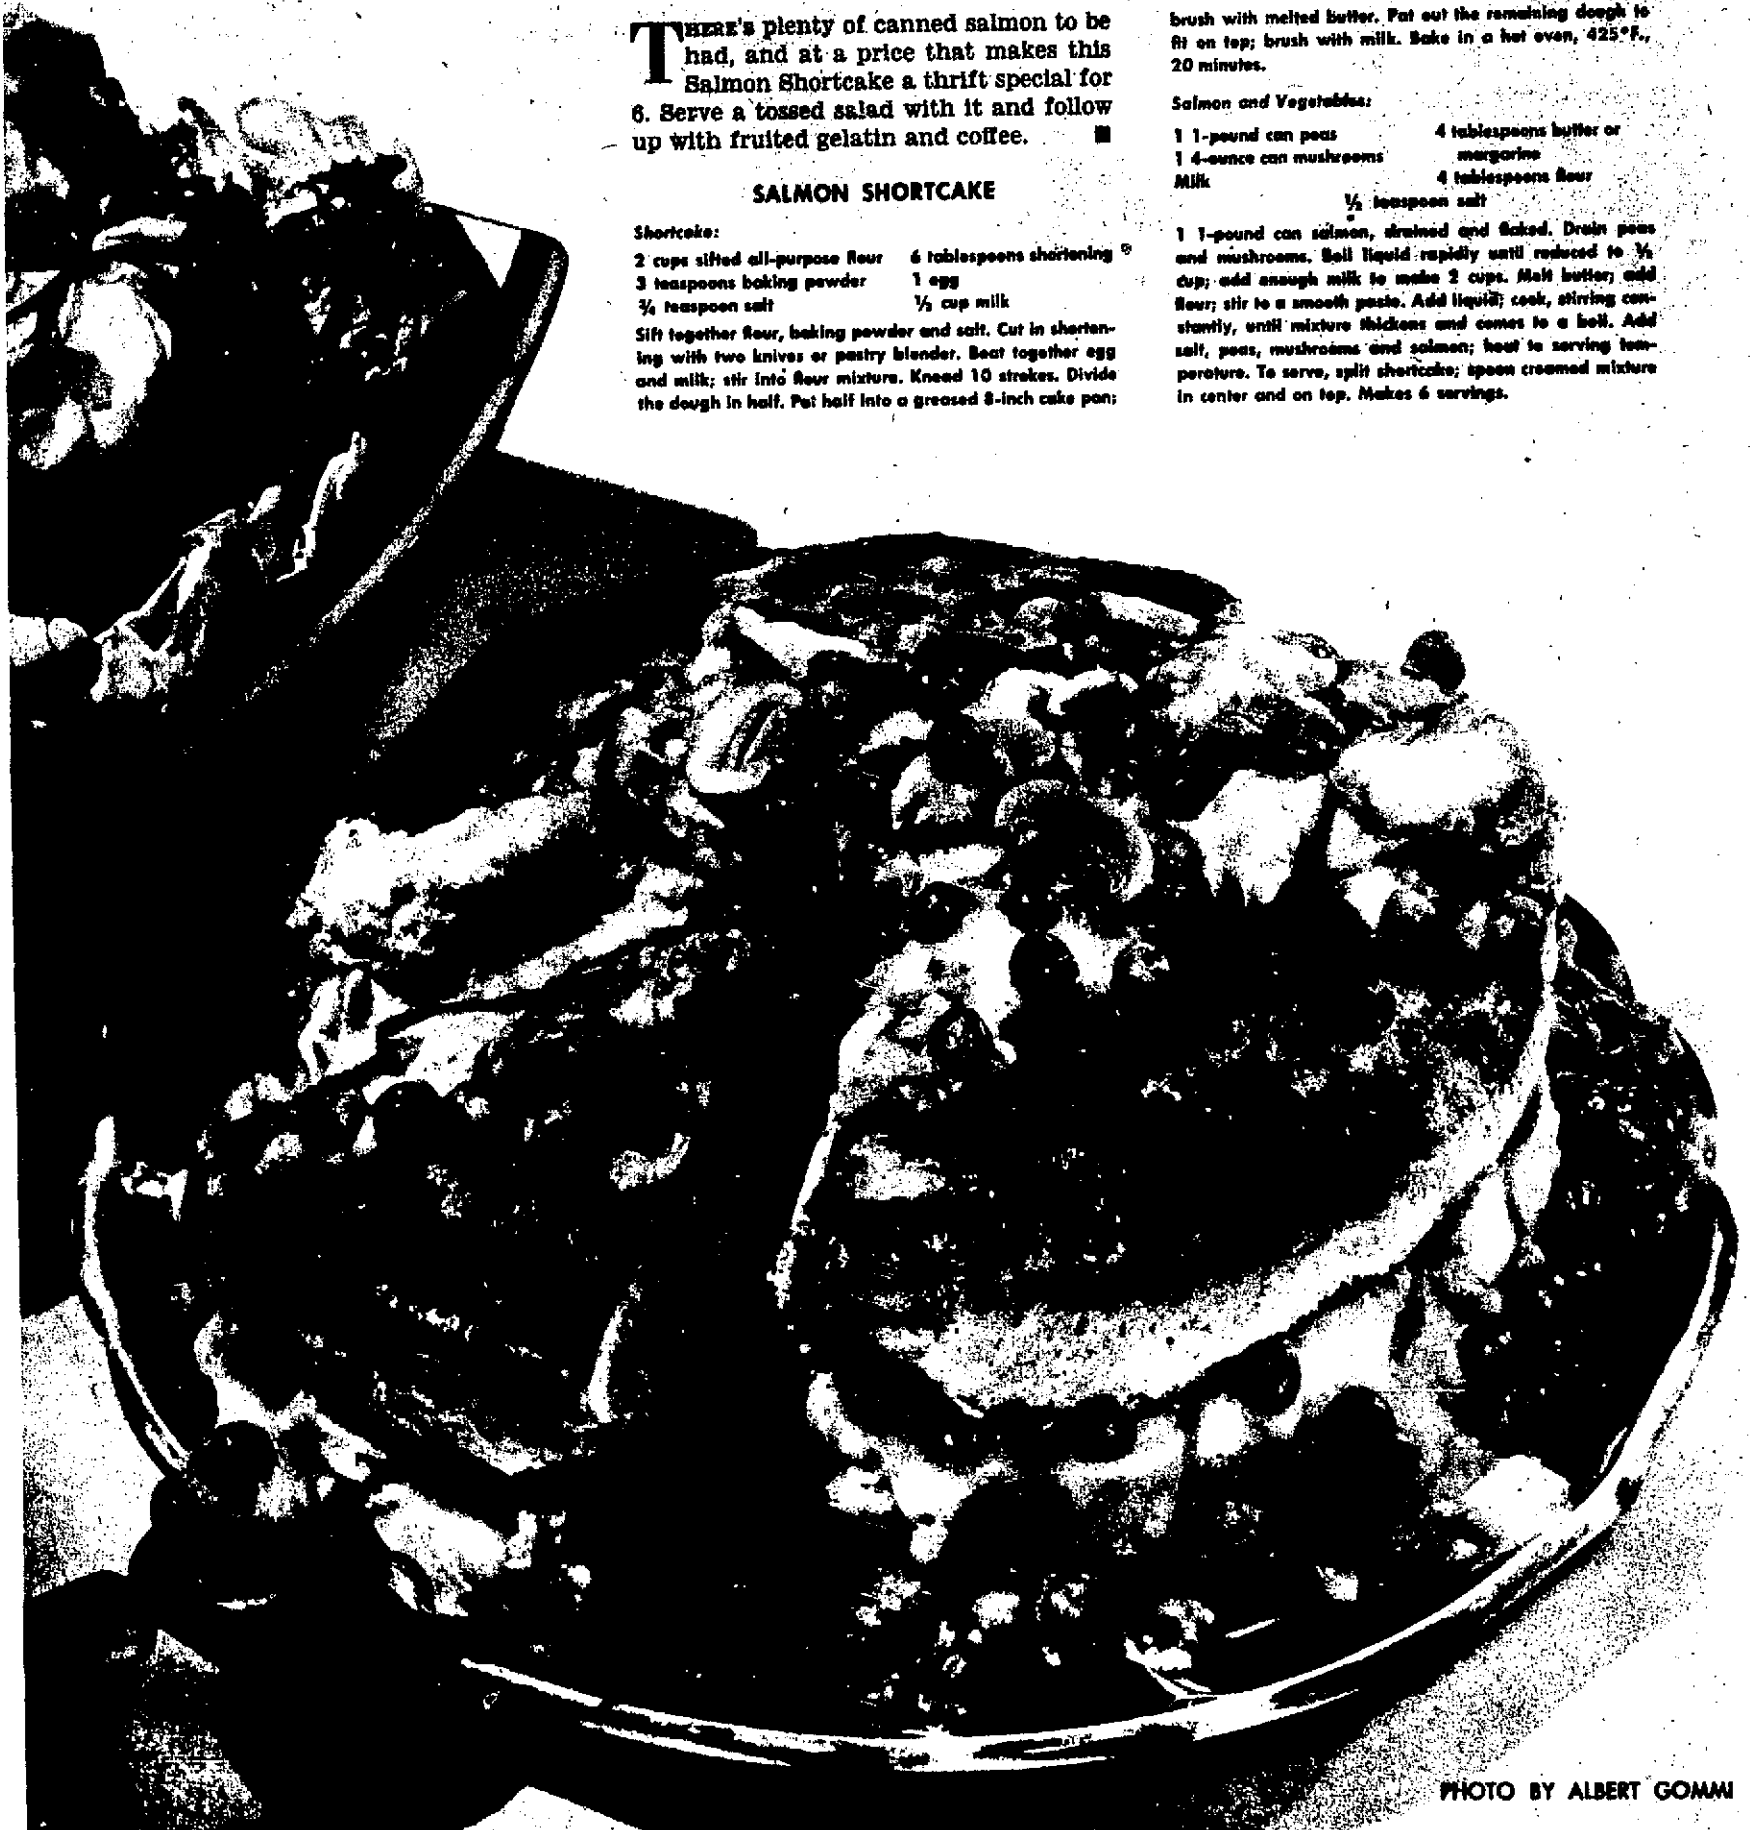 THERE'S plenty of canned salmon to be
had, and at a price that makes this
Salmon Shortcake a thrift special for
6. Serve a tossed salad with it and follow
up with fruited gelatin and coffee. ■
SALMON SHORTCAKE
Shortcake:
2 cups sifted all-purpose flour
3 teaspoons baking powder
¾ teaspoon salt
6 tablespoons shortening
1 egg
½ cup milk
Sift together flour, baking powder and salt. Cut in shorten-
ing with two knives or pastry blender. Beat together egg
and milk; stir into flour mixture. Knead 10 strokes. Divide
the dough in half. Pat half into a greased 8-inch cake pan;
brush with melted butter. Pat out the remaining dough to
fit on top; brush with milk. Bake in a hot oven, 425°F.,
20 minutes.
Salmon and Vegetables:
1 1-pound can peas
1 4-ounce can mushrooms
Milk
4 tablespoons butter or
margarine
4 tablespoons flour
½ teaspoon salt
1 1-pound can salmon, drained and flaked. Drain peas
and mushrooms. Boil liquid rapidly until reduced to
cup; add enough milk to make 2 cups. Melt butter; add
flour; stir to a smooth paste. Add liquid; cook, stirring con-
stantly, until mixture thickens and comes to a boil. Add
salt, peas, mushrooms and salmon; heat to serving tem-
perature. To serve, split shortcake; spoon creamed mixture
in center and on top. Makes 6 servings.
PHOTO BY ALBERT GOMMI